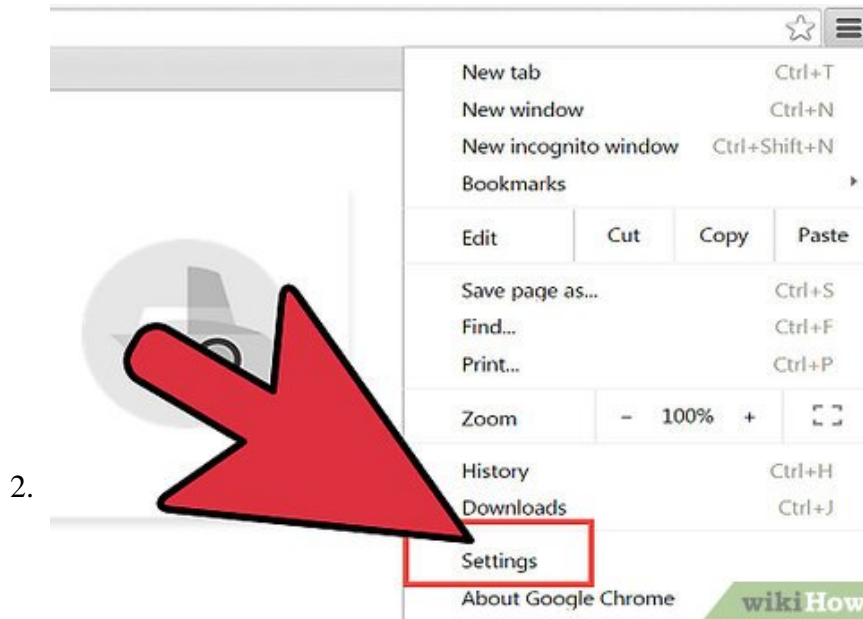 New tab Ctrl+T
New window Ctrl+N
New incognito window Ctrl+Shift+N
Bookmarks
Edit Cut Copy Paste
Save page as... Ctrl+S
Find... Ctrl+F
Print... Ctrl+P
Zoom - 100% +
History Ctrl+H
2.
Downloads Ctrl+J
Settings
About Google Chrome
wikiHow